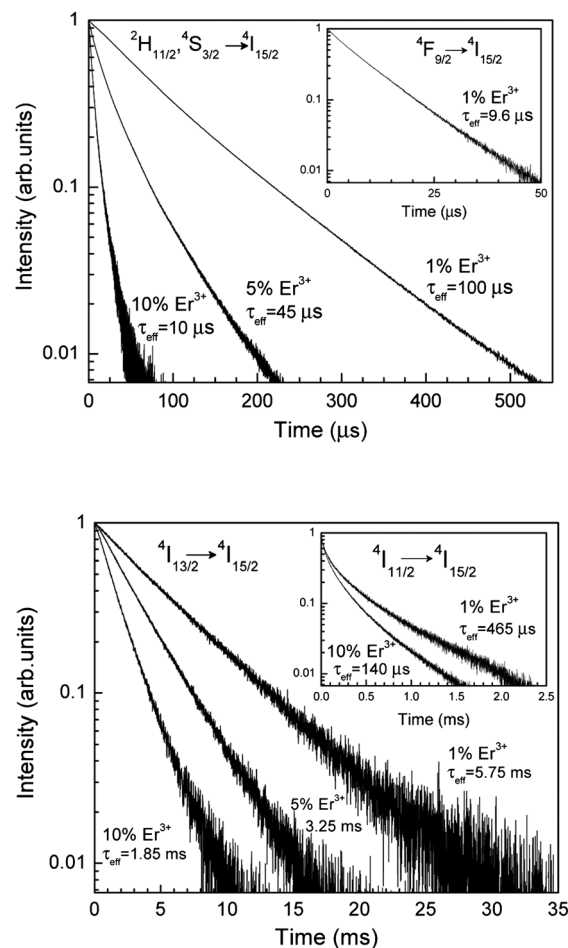 ²H₁₁/₂,⁴S₃/₂→⁴I₁₅/₂
⁴F₉/₂→⁴I₁₅/₂
1% Er³⁺
τeff=9.6 μs
1
0.1
0.01
0
25
50
Time (μs)
Intensity (arb.units)
1
0.1
0.01
10% Er³⁺
τeff=10 μs
5% Er³⁺
τeff=45 μs
1% Er³⁺
τeff=100 μs
0
100
200
300
400
500
Time (μs)
⁴I₁₃/₂→⁴I₁₅/₂
⁴I₁₁/₂→⁴I₁₅/₂
1% Er³⁺
τeff=465 μs
10% Er³⁺
τeff=140 μs
1
0.1
0.01
0.0
0.5
1.0
1.5
2.0
2.5
Time (ms)
Intensity (arb.units)
1
0.1
0.01
10% Er³⁺
τeff=1.85 ms
5% Er³⁺
3.25 ms
1% Er³⁺
τeff=5.75 ms
0
5
10
15
20
25
30
35
Time (ms)